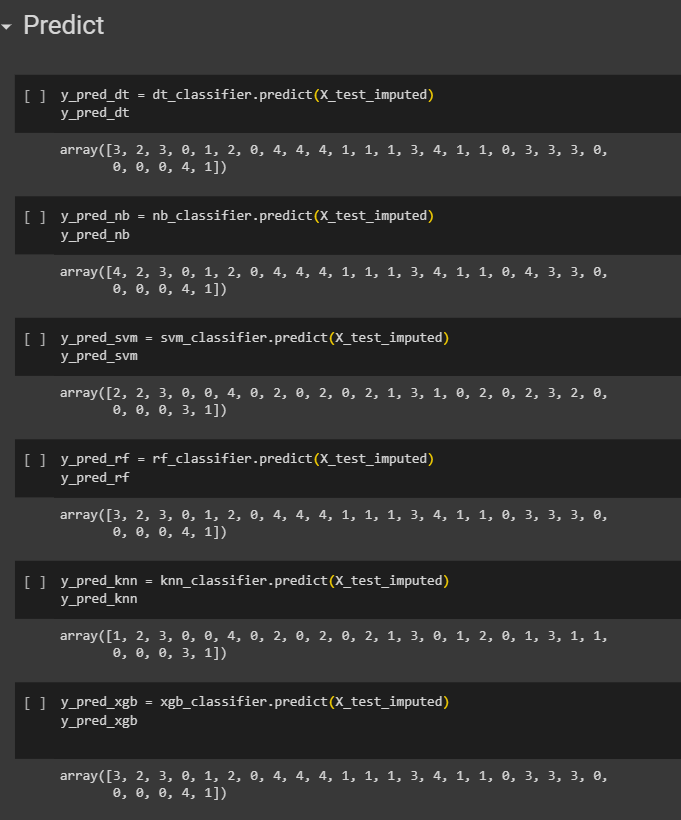 Predict
[ ] y_pred_dt = dt_classifier.predict(X_test_imputed)
y_pred_dt
array([3, 2, 3, 0, 1, 2, 0, 4, 4, 4, 1, 1, 1, 3, 4, 1, 1, 0, 3, 3, 3, 0,
0, 0, 0, 4, 1])
[ ] y_pred_nb = nb_classifier.predict(X_test_imputed)
y_pred_nb
array([4, 2, 3, 0, 1, 2, 0, 4, 4, 4, 1, 1, 1, 3, 4, 1, 1, 0, 4, 3, 3, 0,
0, 0, 0, 4, 1])
[ ] y_pred_svm = svm_classifier.predict(X_test_imputed)
y_pred_svm
array([2, 2, 3, 0, 0, 4, 0, 2, 0, 2, 0, 2, 1, 3, 1, 0, 2, 0, 2, 3, 2, 0,
0, 0, 0, 3, 1])
[ ] y_pred_rf = rf_classifier.predict(X_test_imputed)
y_pred_rf
array([3, 2, 3, 0, 1, 2, 0, 4, 4, 4, 1, 1, 1, 3, 4, 1, 1, 0, 3, 3, 3, 0,
0, 0, 0, 4, 1])
[ ] y_pred_knn = knn_classifier.predict(X_test_imputed)
y_pred_knn
array([1, 2, 3, 0, 0, 4, 0, 2, 0, 2, 0, 2, 1, 3, 0, 1, 2, 0, 1, 3, 1, 1,
0, 0, 0, 3, 1])
[ ] y_pred_xgb = xgb_classifier.predict(X_test_imputed)
y_pred_xgb
array([3, 2, 3, 0, 1, 2, 0, 4, 4, 4, 1, 1, 1, 3, 4, 1, 1, 0, 3, 3, 3, 0,
0, 0, 0, 4, 1])